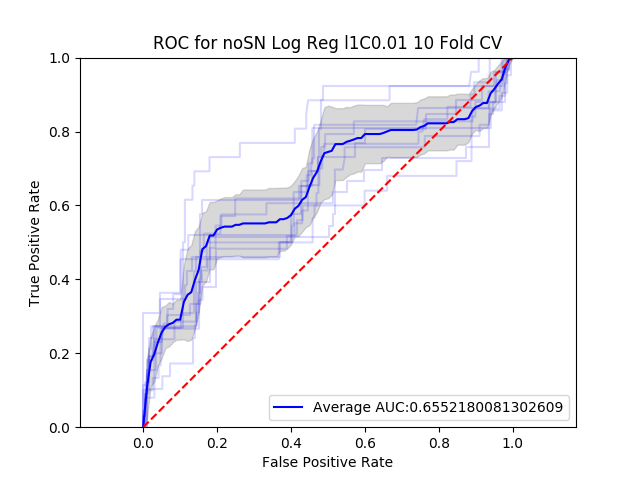 ROC for noSN Log Reg l1C0.01 10 Fold CV
True Positive Rate
1.0
0.8
0.6
0.4
0.2
0.0
Average AUC:0.6552180081302609
0.0 0.2 0.4 0.6 0.8 1.0
False Positive Rate